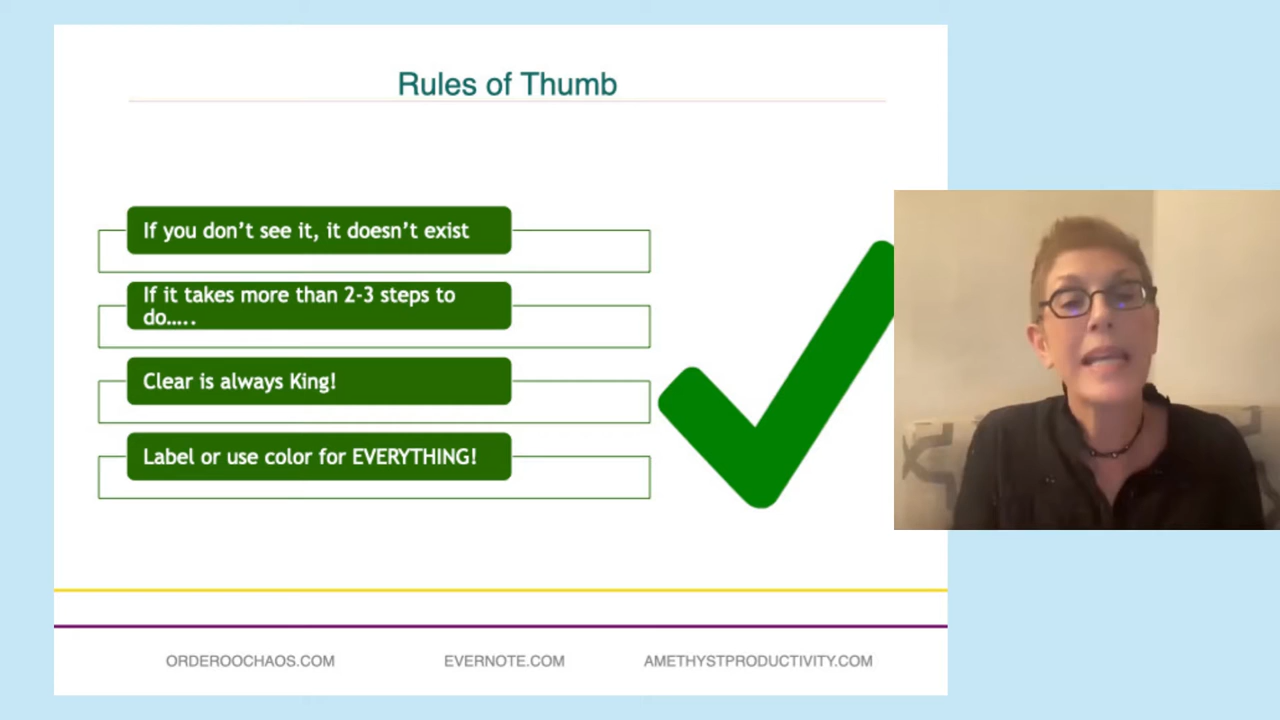 Rules of Thumb
If you don’t see it, it doesn’t exist
If it takes more than 2-3 steps to
do…..
Clear is always King!
Label or use color for EVERYTHING!
ORDEROOCHAOS.COM
EVERNOTE.COM
AMETHYSTPRODUCTIVITY.COM